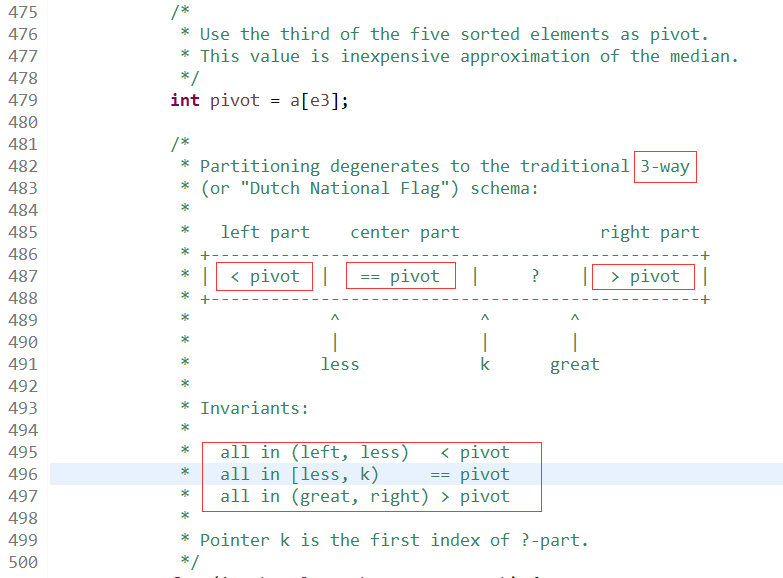 475 /*
476 * Use the third of the five sorted elements as pivot.
477 * This value is inexpensive approximation of the median.
478 */
479 int pivot = a[e3];
480
481 /*
482 * Partitioning degenerates to the traditional 3-way
483 * (or "Dutch National Flag") schema:
484 *
485 *   left part    center part              right part
486 * +-------------------------------------------------+
487 * |  < pivot  |   == pivot   |     ?    |  > pivot  |
488 * +-------------------------------------------------+
489 *              ^              ^        ^
490 *              |              |        |
491 *             less            k      great
492 *
493 * Invariants:
494 *
495 *   all in (left, less)   < pivot
496 *   all in [less, k)     == pivot
497 *   all in (great, right) > pivot
498 *
499 * Pointer k is the first index of ?-part.
500 */